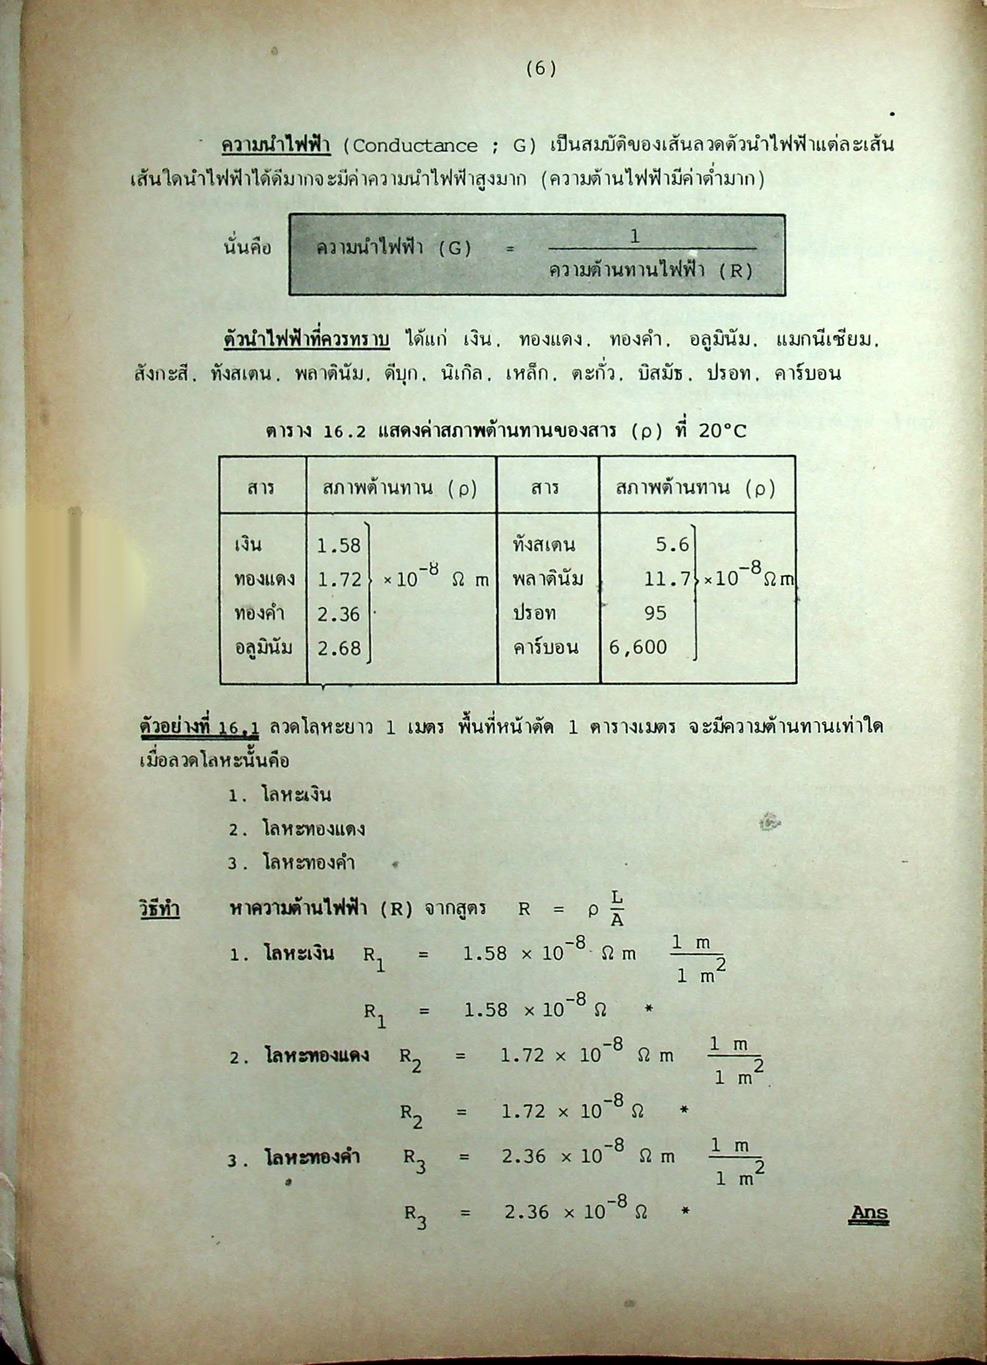 (6)
ความนำไฟฟ้า (Conductance ; G) เป็นสมบัติของเส้นลวดตัวนำไฟฟ้าแต่ละเส้น
เส้นใดนำไฟฟ้าได้ดีมากจะมีค่าความนำไฟฟ้าสูงมาก (ความต้านไฟฟ้ามีค่าต่ำมาก)
นั่นคือ ความนำไฟฟ้า (G) = 1 / ความต้านทานไฟฟ้า (R)
ตัวนำไฟฟ้าที่ควรทราบ ได้แก่ เงิน, ทองแดง, ทองคำ, อลูมินัม, แมกนีเซียม,
สังกะสี, ทังสเตน, พลาตินัม, ดีบุก, นิเกิล, เหล็ก, ตะกั่ว, บิสมัธ, ปรอท, คาร์บอน
ตาราง 16.2 แสดงค่าสภาพต้านทานของสาร (ρ) ที่ 20°C
สาร สภาพต้านทาน (ρ) สาร สภาพต้านทาน (ρ)
เงิน 1.58 ทังสเตน 5.6
ทองแดง 1.72 ×10⁻⁸ Ω m พลาตินัม 11.7 ×10⁻⁸ Ωm
ทองคำ 2.36 ปรอท 95
อลูมินัม 2.68 คาร์บอน 6,600
ตัวอย่างที่ 16.1 ลวดโลหะยาว 1 เมตร พื้นที่หน้าตัด 1 ตารางเมตร จะมีความต้านทานเท่าใด
เมื่อลวดโลหะนั้นคือ
1. โลหะเงิน
2. โลหะทองแดง
3. โลหะทองคำ
วิธีทำ หาความต้านไฟฟ้า (R) จากสูตร R = ρ L/A
1. โลหะเงิน R₁ = 1.58 × 10⁻⁸ Ω m 1 m / 1 m²
R₁ = 1.58 × 10⁻⁸ Ω *
2. โลหะทองแดง R₂ = 1.72 × 10⁻⁸ Ω m 1 m / 1 m²
R₂ = 1.72 × 10⁻⁸ Ω *
3. โลหะทองคำ R₃ = 2.36 × 10⁻⁸ Ω m 1 m / 1 m²
R₃ = 2.36 × 10⁻⁸ Ω * Ans